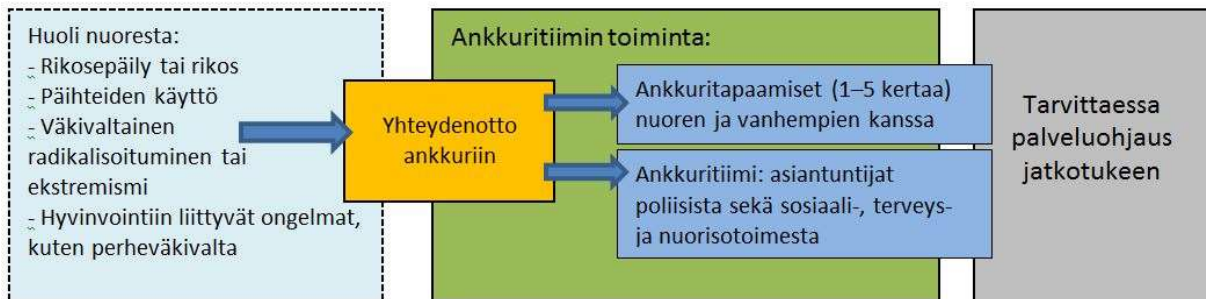 Huoli nuoresta:
- Rikosepäily tai rikos
- Päihteiden käyttö
- Väkivaltainen
radikalisoituminen tai
ekstremismi
- Hyvinvointiin liittyvät ongelmat,
kuten perheväkivalta
Yhteydenotto
ankkuriin
Ankkuritiimin toiminta:
Ankkuritapaamiset (1–5 kertaa)
nuoren ja vanhempien kanssa
Ankkuritiimi: asiantuntijat
poliisista sekä sosiaali-, terveys-
ja nuorisotoimesta
Tarvittaessa
palveluohjaus
jatkotukeen